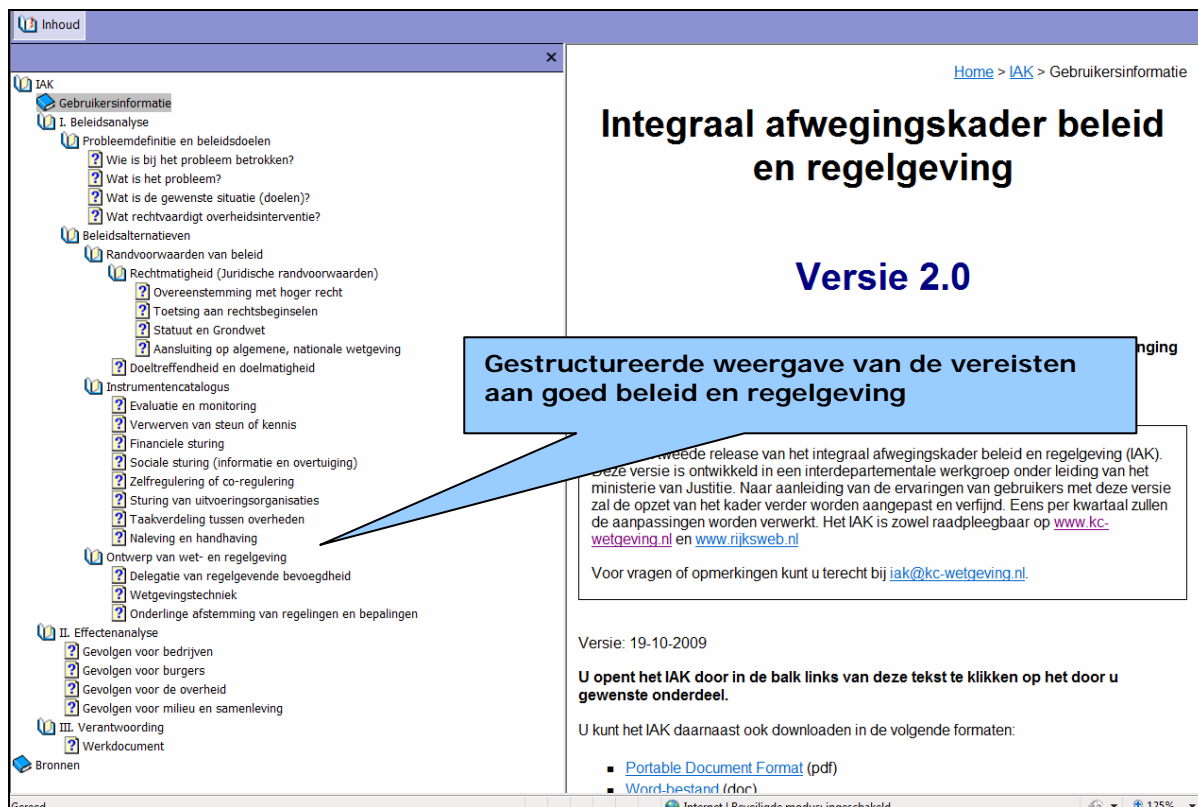 Inhoud
×
IAK
Gebruikersinformatie
I. Beleidsanalyse
Probleemdefinitie en beleidsdoelen
Wie is bij het probleem betrokken?
Wat is het probleem?
Wat is de gewenste situatie (doelen)?
Wat rechtvaardigt overheidsinterventie?
Beleidsalternatieven
Randvoorwaarden van beleid
Rechtmatigheid (Juridische randvoorwaarden)
Overeenstemming met hoger recht
Toetsing aan rechtsbeginselen
Statuut en Grondwet
Aansluiting op algemene, nationale wetgeving
Doeltreffendheid en doelmatigheid
Instrumentencatalogus
Evaluatie en monitoring
Verwerven van steun of kennis
Financiele sturing
Sociale sturing (informatie en overtuiging)
Zelfregulering of co-regulering
Sturing van uitvoeringsorganisaties
Taakverdeling tussen overheden
Naleving en handhaving
Ontwerp van wet- en regelgeving
Delegatie van regelgevende bevoegdheid
Wetgevingstechniek
Onderlinge afstemming van regelingen en bepalingen
II. Effectenanalyse
Gevolgen voor bedrijven
Gevolgen voor burgers
Gevolgen voor de overheid
Gevolgen voor milieu en samenleving
III. Verantwoording
Werkdocument
Bronnen
Home > IAK > Gebruikersinformatie
Integraal afwegingskader beleid
en regelgeving
Versie 2.0
nging
Gestructureerde weergave van de vereisten
aan goed beleid en regelgeving
weede release van het integraal afwegingskader beleid en regelgeving (IAK).
Deze versie is ontwikkeld in een interdepartementale werkgroep onder leiding van het
ministerie van Justitie. Naar aanleiding van de ervaringen van gebruikers met deze versie
zal de opzet van het kader verder worden aangepast en verfijnd. Eens per kwartaal zullen
de aanpassingen worden verwerkt. Het IAK is zowel raadpleegbaar op www.kc-
wetgeving.nl en www.rijksweb.nl
Voor vragen of opmerkingen kunt u terecht bij iak@kc-wetgeving.nl.
Versie: 19-10-2009
U opent het IAK door in de balk links van deze tekst te klikken op het door u
gewenste onderdeel.
U kunt het IAK daarnaast ook downloaden in de volgende formaten:
Portable Document Format (pdf)
Word-bestand (doc)
Gereed
Internet | Beveiligde modus: ingeschakeld
125%